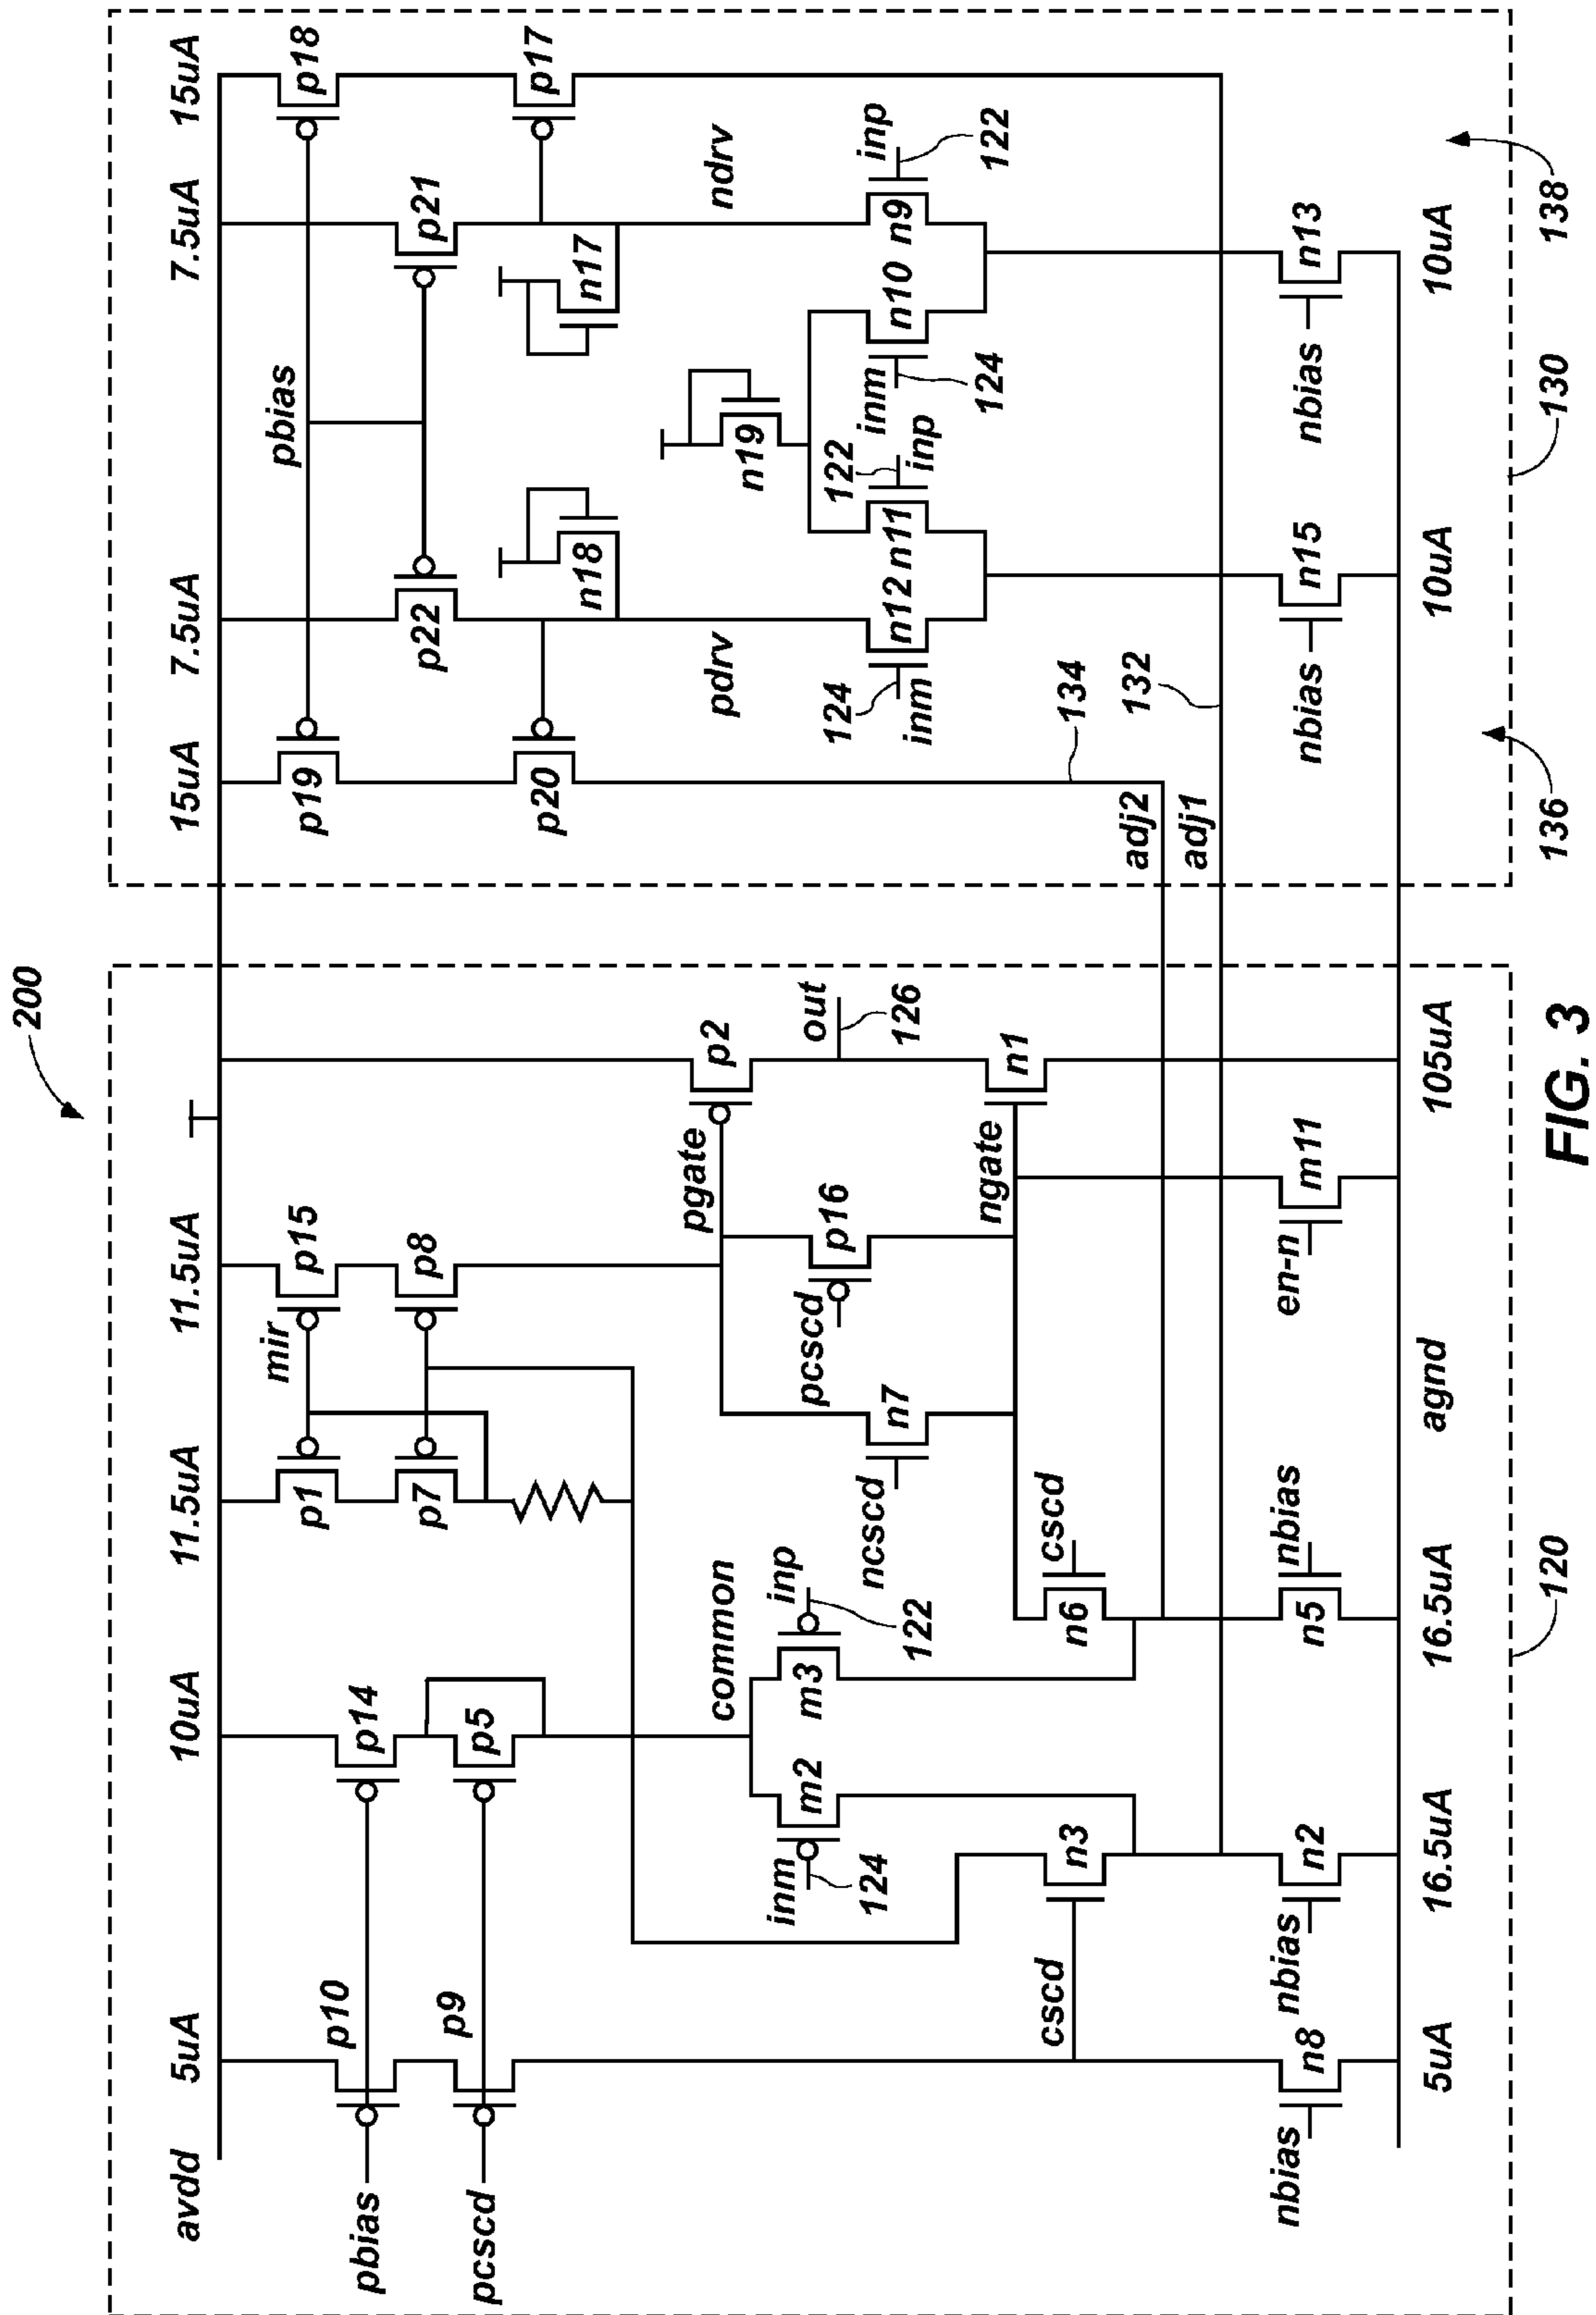 200
avdd
5uA
10uA
11.5uA
11.5uA
15uA
7.5uA
7.5uA
15uA
pbias
p10
p14
p1
mir
p15
p19
pbias
p18
pcscd
p9
p5
p7
p8
p22
p21
n18
n17
p20
p17
common
pgate
p2
pdrv
n19
ndrv
inm
124
m2
m3
inp
122
pcscd
p16
out
126
ncscd
n7
124
inm
n12
n11
122
inp
inm
124
n10
n9
inp
122
cscd
n3
n6
cscd
ngate
n1
134
132
adj2
adj1
nbias
n8
nbias
n2
n5
nbias
en-n
m11
nbias
n15
nbias
n13
5uA
16.5uA
16.5uA
agnd
105uA
10uA
10uA
120
136
130
138
FIG. 3